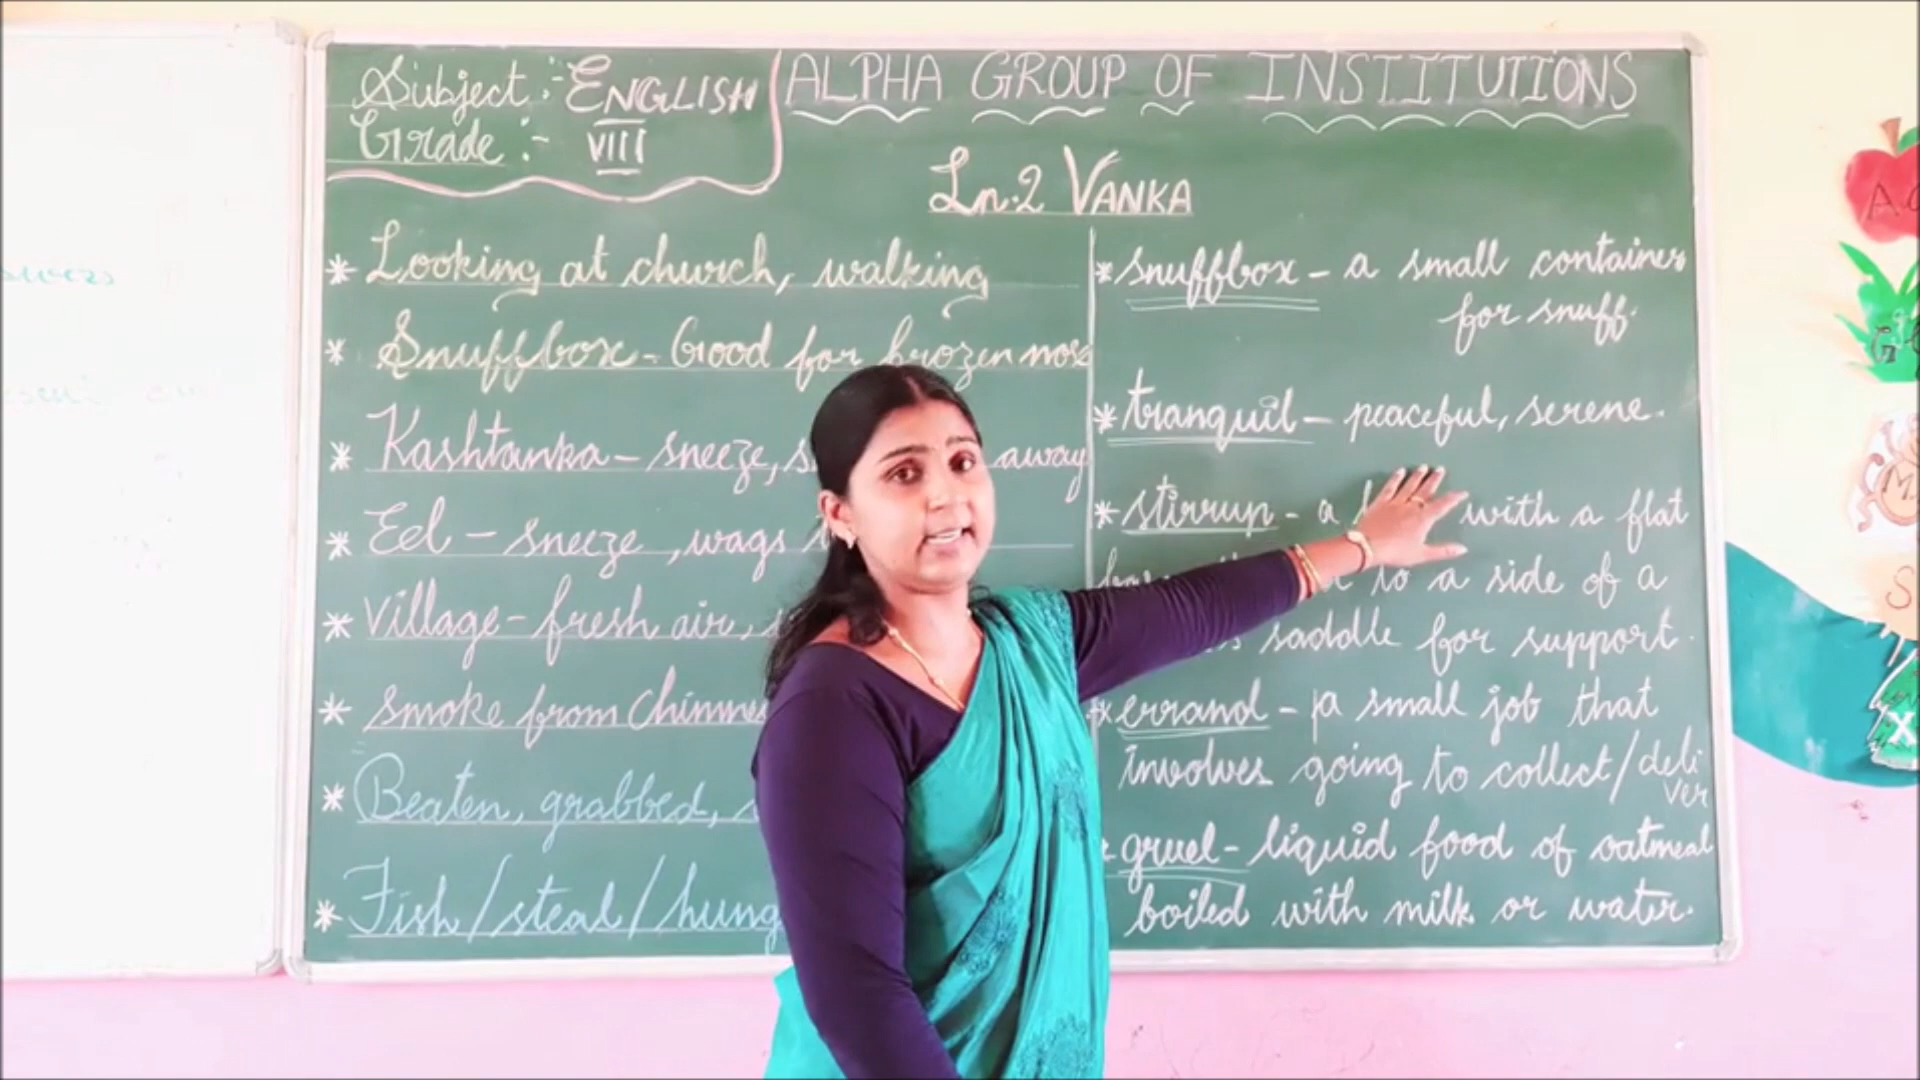 Subject :- ENGLISH
Grade :- VIII
ALPHA GROUP OF INSTITUTIONS
Ln.2 VANKA
* Looking at church, walking
* Snuffbox - Good for frozen nose
* Kashtanka - sneeze, away
* Eel - sneeze, wags
* Village - fresh air,
* smoke from
* Beaten, grabbed,
* Fish/steal/
* snuffbox - a small container
for snuff.
* tranquil - peaceful, serene.
* stirrup - a with a flat
to a side of a
saddle for support.
* errand - A small job that
involves going to collect/deli
ver
gruel - liquid food of oatmeal
boiled with milk or water.